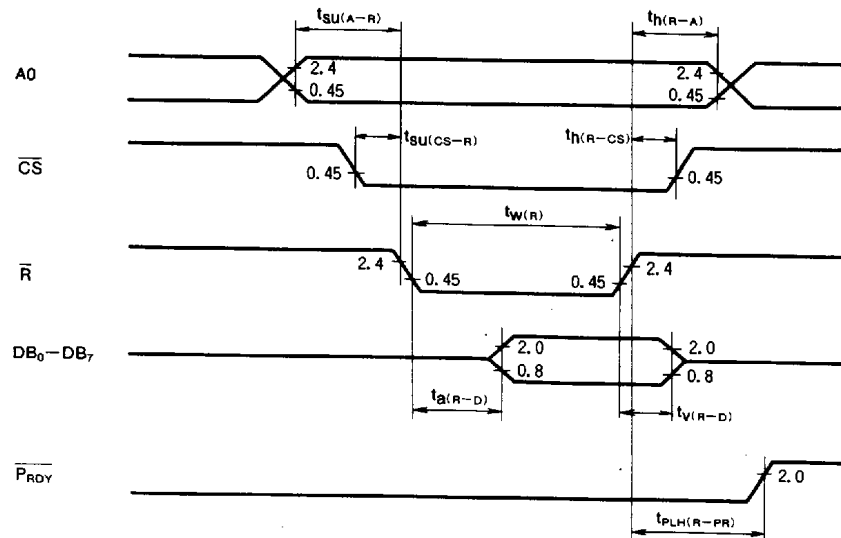 tsu(A-R) th(R-A)
A0 2.4 0.45 2.4 0.45
tsu(CS-R) th(R-CS)
C̅S̅ 0.45 0.45
tw(R)
R̅ 2.4 0.45 0.45 2.4
DB₀-DB₇ 2.0 0.8 2.0 0.8
ta(R-D) tv(R-D)
P̅R̅D̅Y̅ 2.0
tPLH(R-PR)